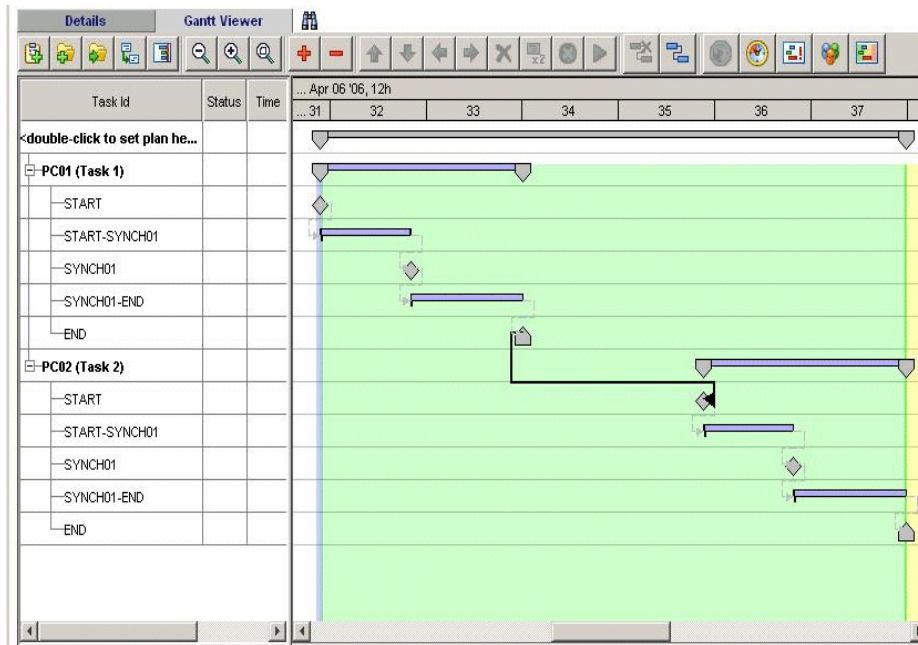 Details Gantt Viewer
x2
Task Id Status Time ... Apr 06 '06, 12h
... 31 32 33 34 35 36 37
<double-click to set plan he...
PC01 (Task 1)
START
START-SYNCH01
SYNCH01
SYNCH01-END
END
PC02 (Task 2)
START
START-SYNCH01
SYNCH01
SYNCH01-END
END